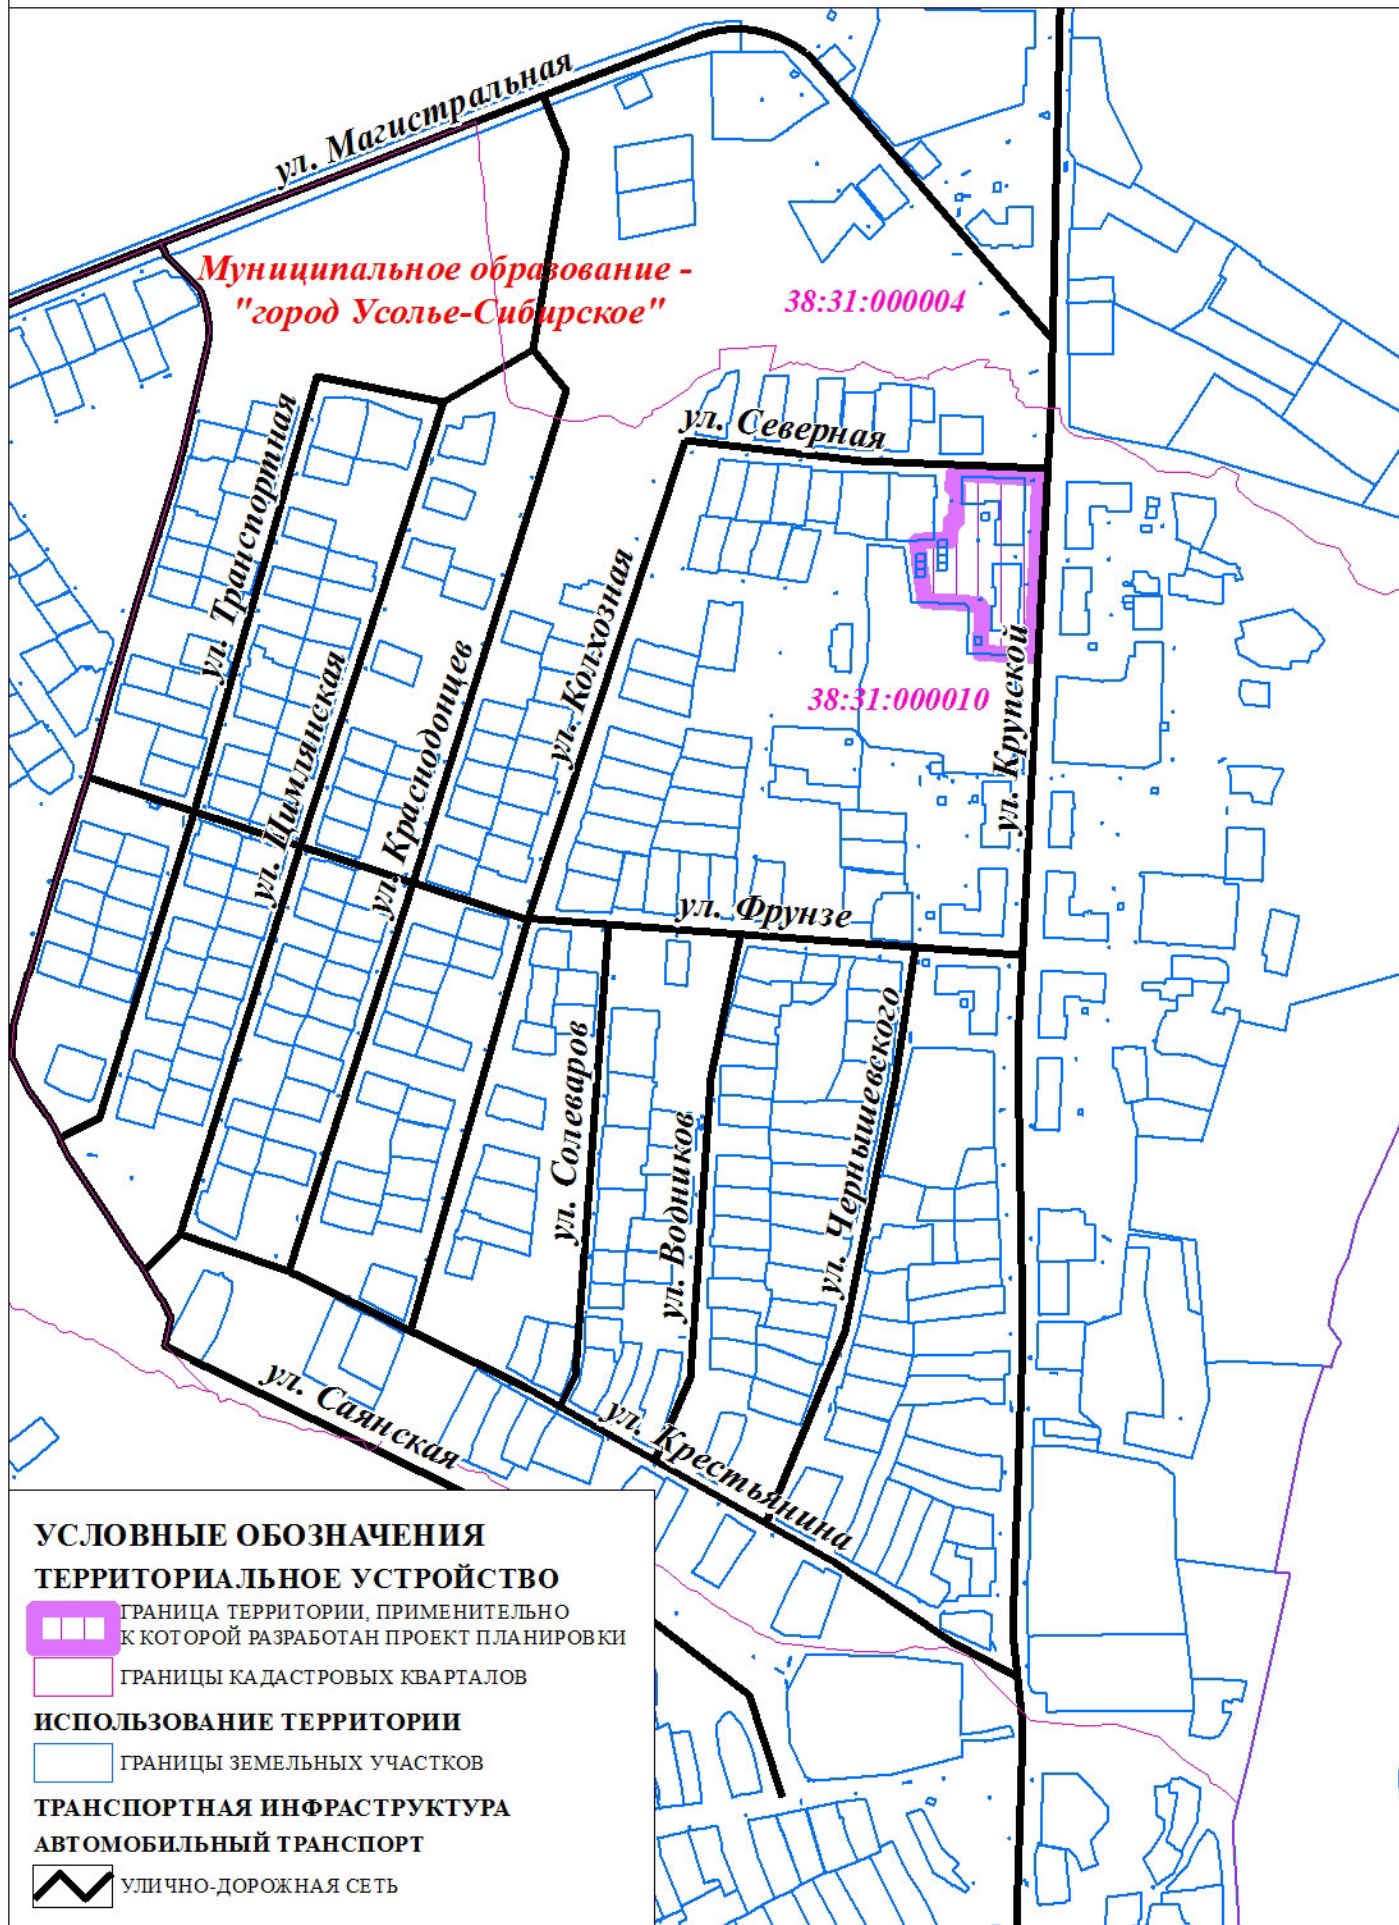 ул. Магистральная
Муниципальное образование -
"город Усолье-Сибирское"
38:31:000004
ул. Северная
ул. Транспортная
ул. Цимлянская
ул. Краснодонцев
ул. Колхозная
38:31:000010
ул. Крупской
ул. Фрунзе
ул. Солеваров
ул. Водников
ул. Чернышевского
ул. Саянская
ул. Крестьянина
УСЛОВНЫЕ ОБОЗНАЧЕНИЯ
ТЕРРИТОРИАЛЬНОЕ УСТРОЙСТВО
ГРАНИЦА ТЕРРИТОРИИ, ПРИМЕНИТЕЛЬНО
К КОТОРОЙ РАЗРАБОТАН ПРОЕКТ ПЛАНИРОВКИ
ГРАНИЦЫ КАДАСТРОВЫХ КВАРТАЛОВ
ИСПОЛЬЗОВАНИЕ ТЕРРИТОРИИ
ГРАНИЦЫ ЗЕМЕЛЬНЫХ УЧАСТКОВ
ТРАНСПОРТНАЯ ИНФРАСТРУКТУРА
АВТОМОБИЛЬНЫЙ ТРАНСПОРТ
УЛИЧНО-ДОРОЖНАЯ СЕТЬ